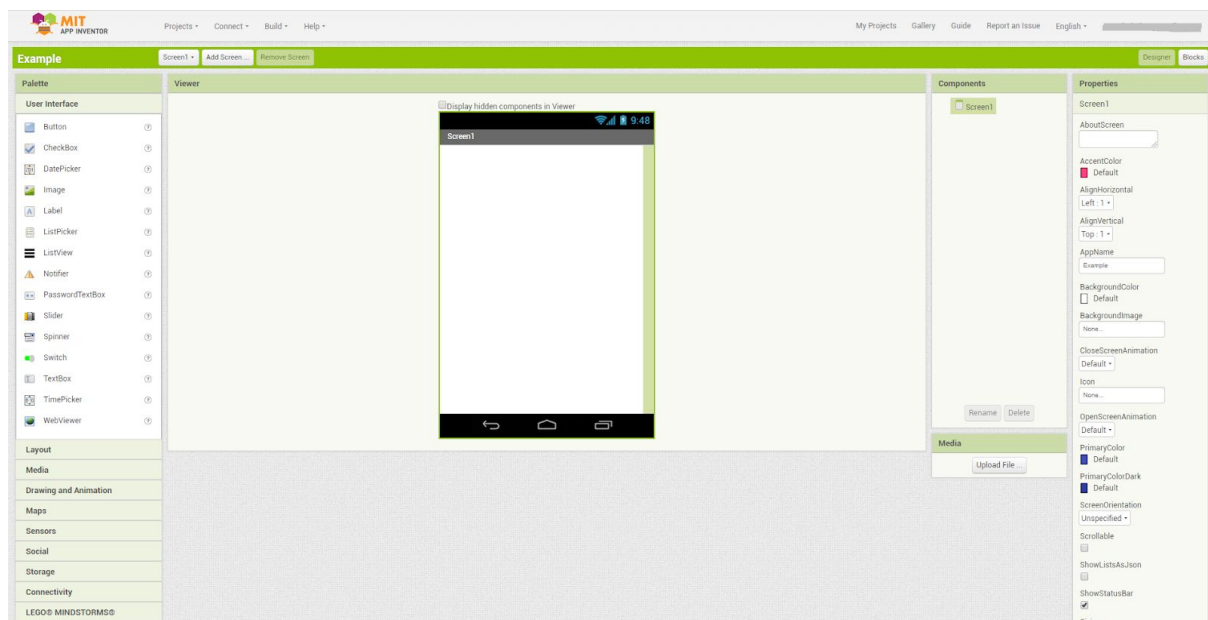 MIT
APP INVENTOR
Projects Connect Build Help
My Projects Gallery Guide Report an Issue English
Example
Screen1 Add Screen ... Remove Screen
Designer Blocks
Palette
User Interface
Button
CheckBox
DatePicker
Image
Label
ListPicker
ListView
Notifier
PasswordTextBox
Slider
Spinner
Switch
TextBox
TimePicker
WebViewer
Layout
Media
Drawing and Animation
Maps
Sensors
Social
Storage
Connectivity
LEGO® MINDSTORMS®
Viewer
Display hidden components in Viewer
9:48
Screen1
Components
Screen1
Rename Delete
Media
Upload File ...
Properties
Screen1
AboutScreen
AccentColor
Default
AlignHorizontal
Left : 1
AlignVertical
Top : 1
AppName
Example
BackgroundColor
Default
BackgroundImage
None...
CloseScreenAnimation
Default
Icon
None...
OpenScreenAnimation
Default
PrimaryColor
Default
PrimaryColorDark
Default
ScreenOrientation
Unspecified
Scrollable
ShowListsAsJson
ShowStatusBar